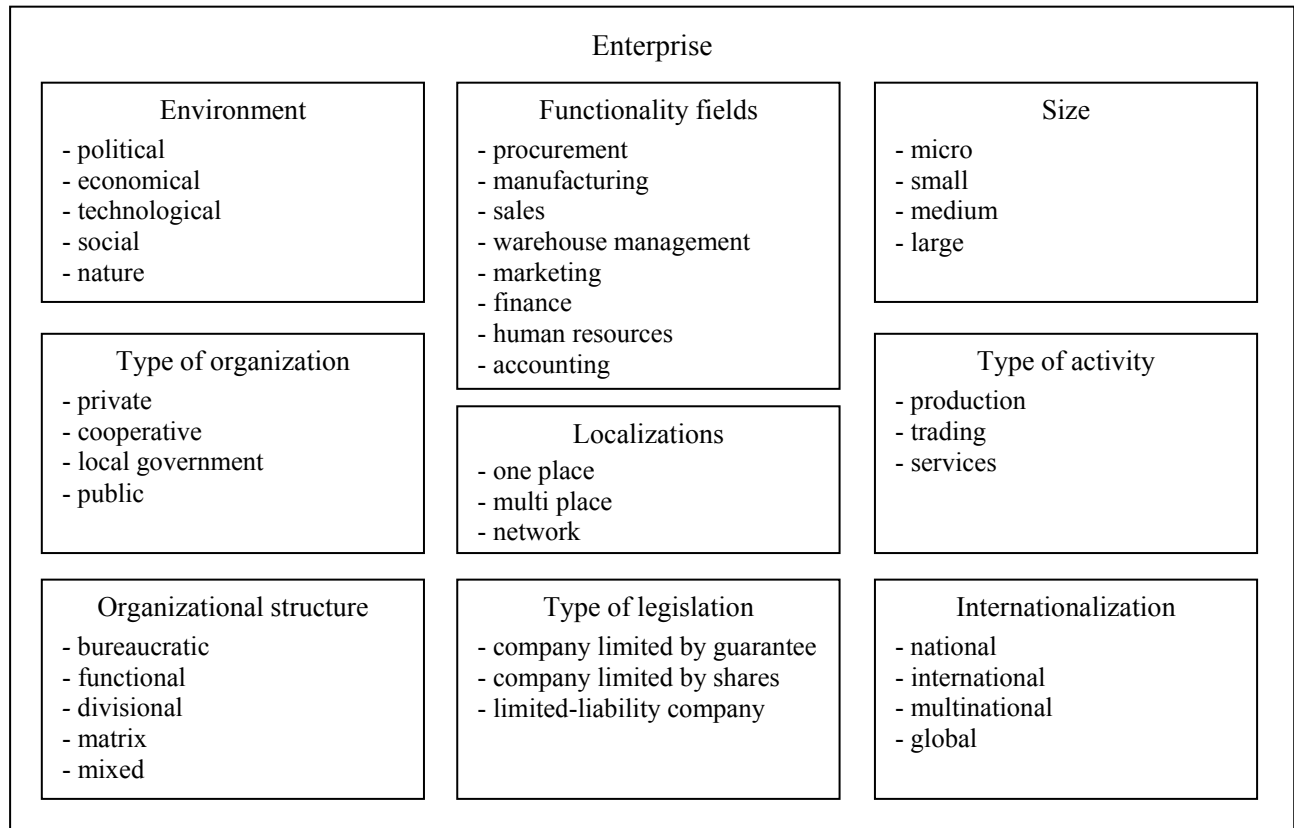 Enterprise
Environment
- political
- economical
- technological
- social
- nature
Functionality fields
- procurement
- manufacturing
- sales
- warehouse management
- marketing
- finance
- human resources
- accounting
Size
- micro
- small
- medium
- large
Type of organization
- private
- cooperative
- local government
- public
Localizations
- one place
- multi place
- network
Type of activity
- production
- trading
- services
Organizational structure
- bureaucratic
- functional
- divisional
- matrix
- mixed
Type of legislation
- company limited by guarantee
- company limited by shares
- limited-liability company
Internationalization
- national
- international
- multinational
- global